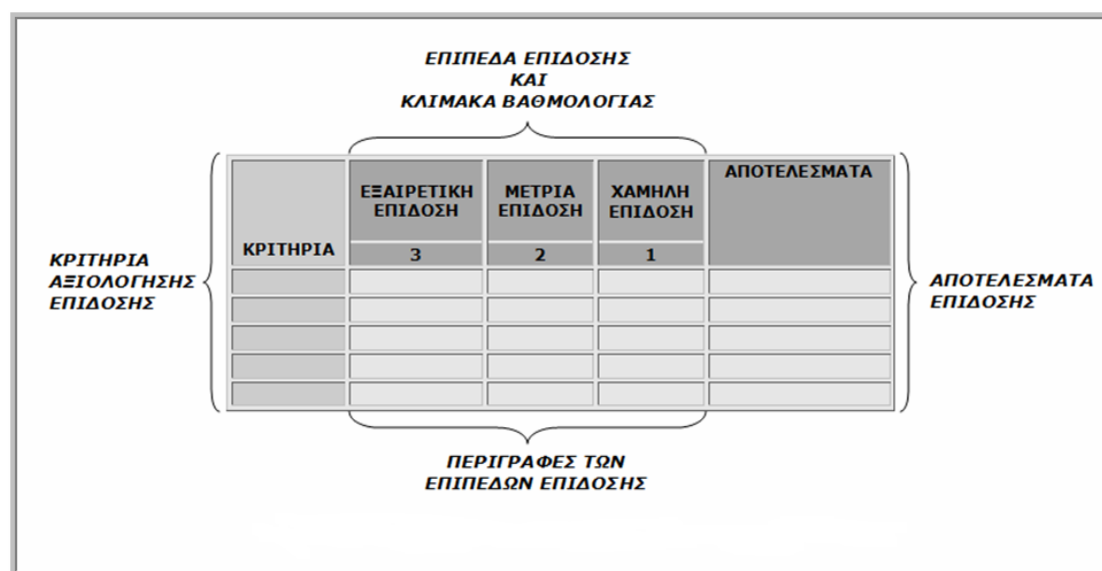 ΕΠΙΠΕΔΑ ΕΠΙΔΟΣΗΣ
ΚΑΙ
ΚΛΙΜΑΚΑ ΒΑΘΜΟΛΟΓΙΑΣ
ΚΡΙΤΗΡΙΑ
ΑΞΙΟΛΟΓΗΣΗΣ
ΕΠΙΔΟΣΗΣ
ΚΡΙΤΗΡΙΑ
ΕΞΑΙΡΕΤΙΚΗ
ΕΠΙΔΟΣΗ
3
ΜΕΤΡΙΑ
ΕΠΙΔΟΣΗ
2
ΧΑΜΗΛΗ
ΕΠΙΔΟΣΗ
1
ΑΠΟΤΕΛΕΣΜΑΤΑ
ΑΠΟΤΕΛΕΣΜΑΤΑ
ΕΠΙΔΟΣΗΣ
ΠΕΡΙΓΡΑΦΕΣ ΤΩΝ
ΕΠΙΠΕΔΩΝ ΕΠΙΔΟΣΗΣ